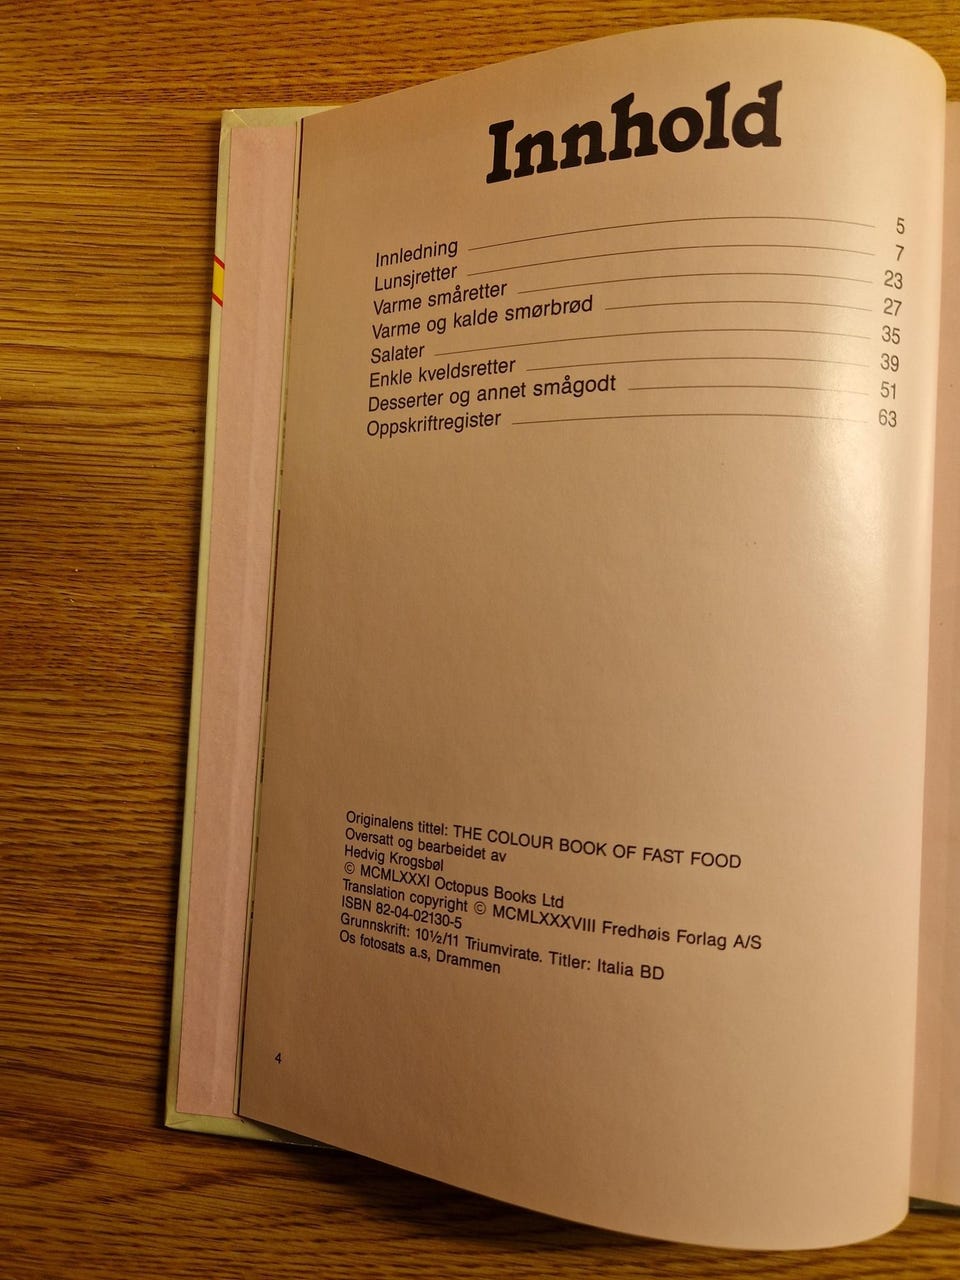 Innhold
Innledning 5
Lunsjretter 7
Varme småretter 23
Varme og kalde smørbrød 27
Salater 35
Enkle kveldsretter 39
Desserter og annet smågodt 51
Oppskriftregister 63
Originalens tittel: THE COLOUR BOOK OF FAST FOOD
Oversatt og bearbeidet av
Hedvig Krogsbøl
© MCMLXXXI Octopus Books Ltd
Translation copyright © MCMLXXXVIII Fredhøis Forlag A/S
ISBN 82-04-02130-5
Grunnskrift: 10½/11 Triumvirate. Titler: Italia BD
Os fotosats a.s, Drammen
4